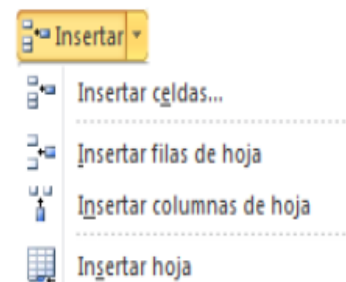 Insertar
Insertar celdas...
Insertar filas de hoja
Insertar columnas de hoja
Insertar hoja